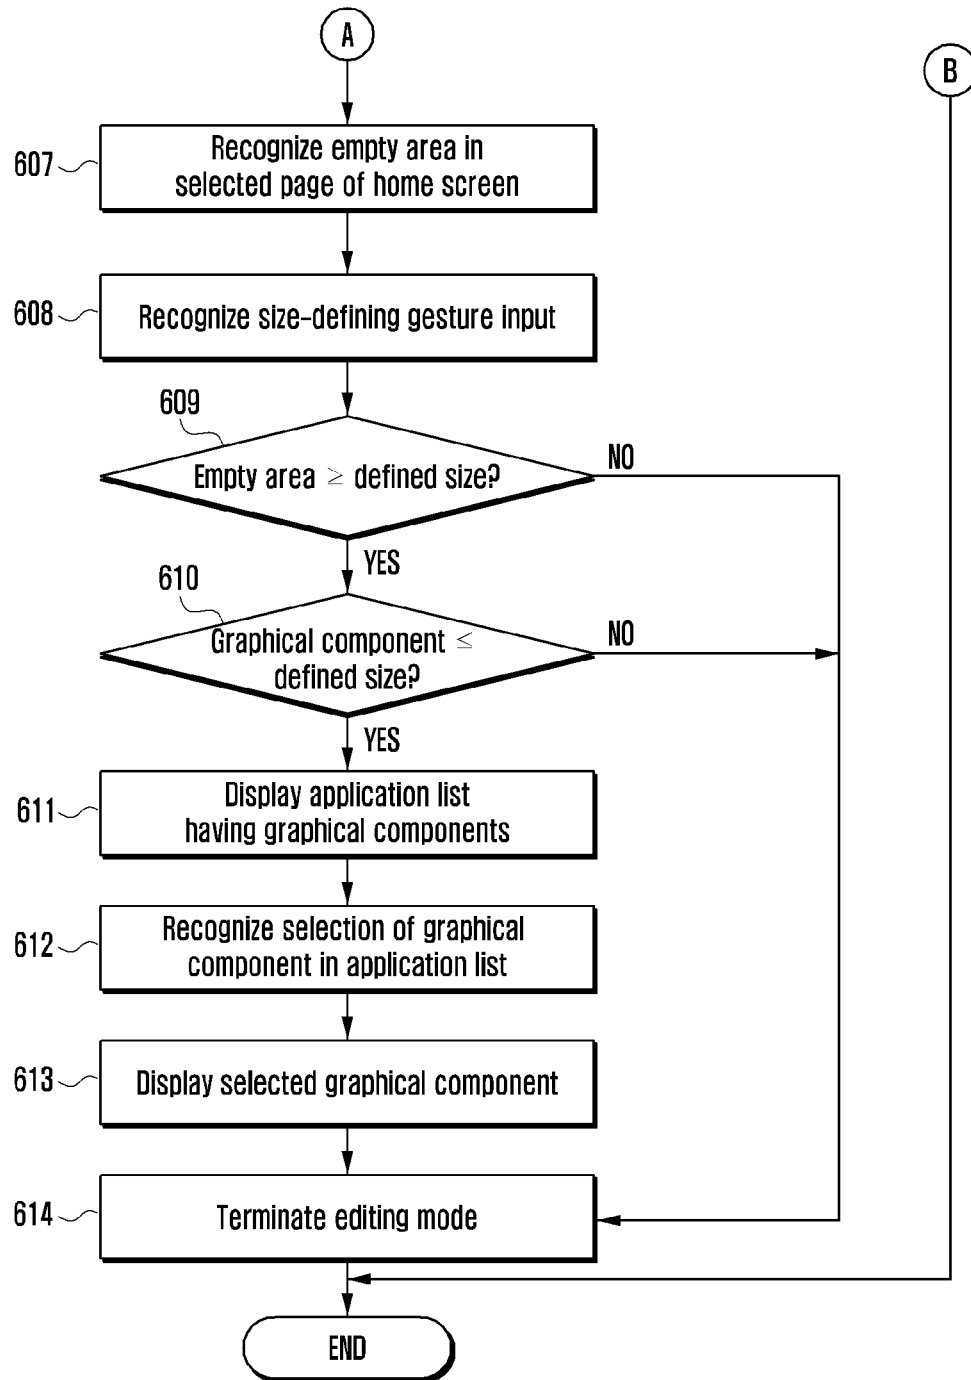 A
B
607
Recognize empty area in
selected page of home screen
608
Recognize size-defining gesture input
609
Empty area ≥ defined size?
NO
YES
610
Graphical component ≤
defined size?
NO
YES
611
Display application list
having graphical components
612
Recognize selection of graphical
component in application list
613
Display selected graphical component
614
Terminate editing mode
END